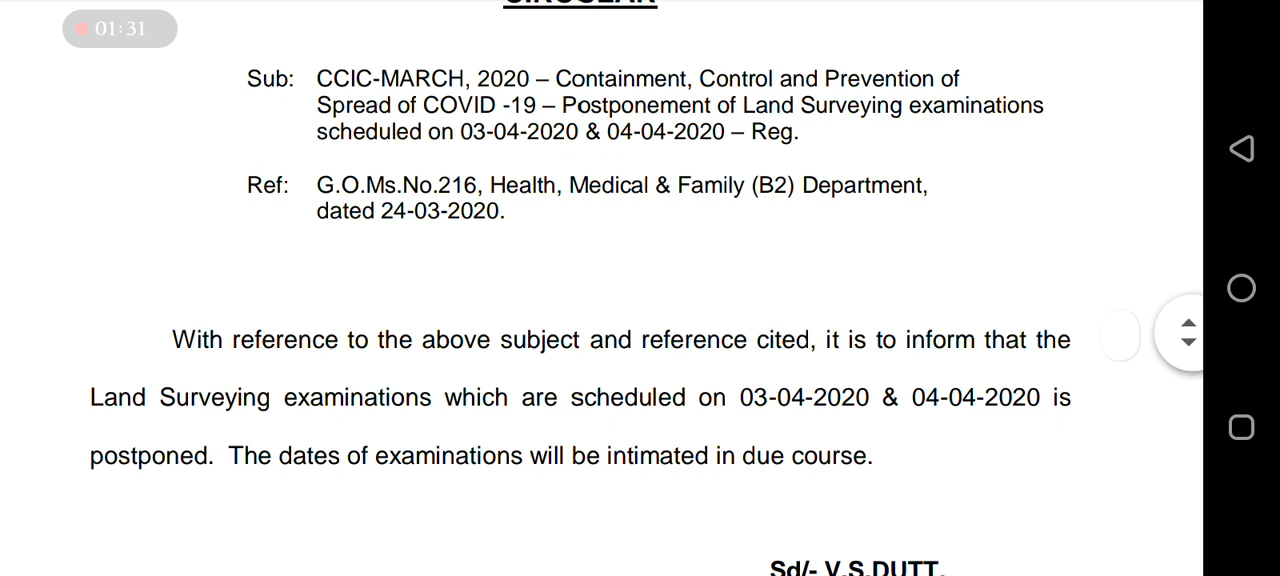 CIRCULAR
01:31
Sub: CCIC-MARCH, 2020 – Containment, Control and Prevention of
Spread of COVID -19 – Postponement of Land Surveying examinations
scheduled on 03-04-2020 & 04-04-2020 – Reg.
Ref: G.O.Ms.No.216, Health, Medical & Family (B2) Department,
dated 24-03-2020.
With reference to the above subject and reference cited, it is to inform that the
Land Surveying examinations which are scheduled on 03-04-2020 & 04-04-2020 is
postponed. The dates of examinations will be intimated in due course.
Sd/- V.S.DUTT,